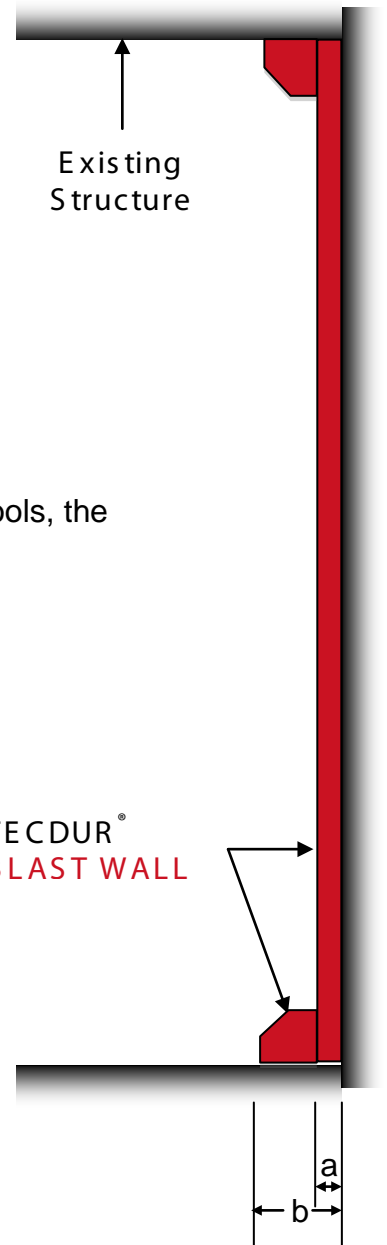 Existing
Structure
ools, the
ECDUR®
LAST WALL
a
b